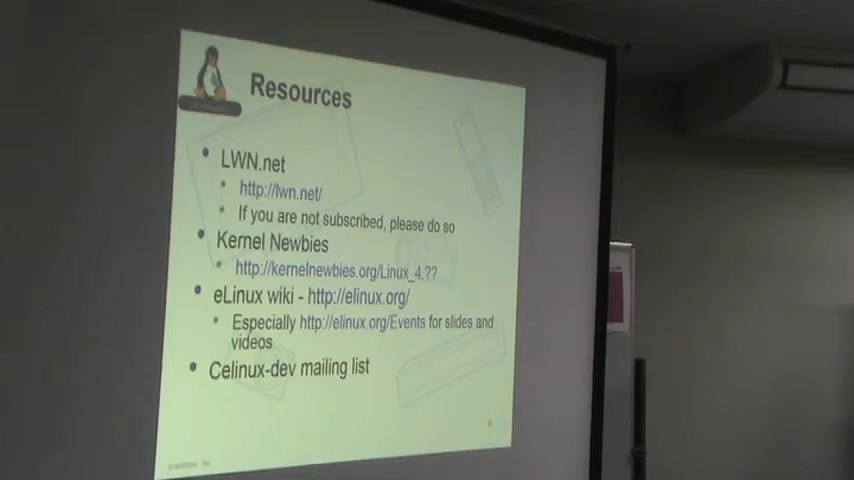 Resources
LWN.net
http://lwn.net/
If you are not subscribed, please do so
Kernel Newbies
http://kernelnewbies.org/Linux_4.??
eLinux wiki - http://elinux.org/
Especially http://elinux.org/Events for slides and
videos
Celinux-dev mailing list